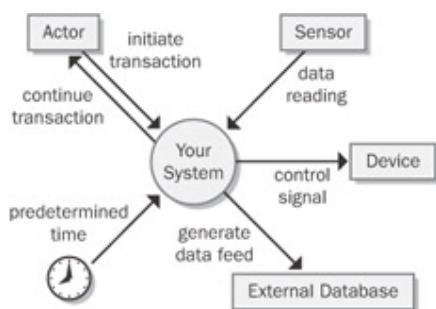 Actor
initiate
transaction
Sensor
continue
transaction
data
reading
Your
System
Device
control
signal
predetermined
time
generate
data feed
External Database